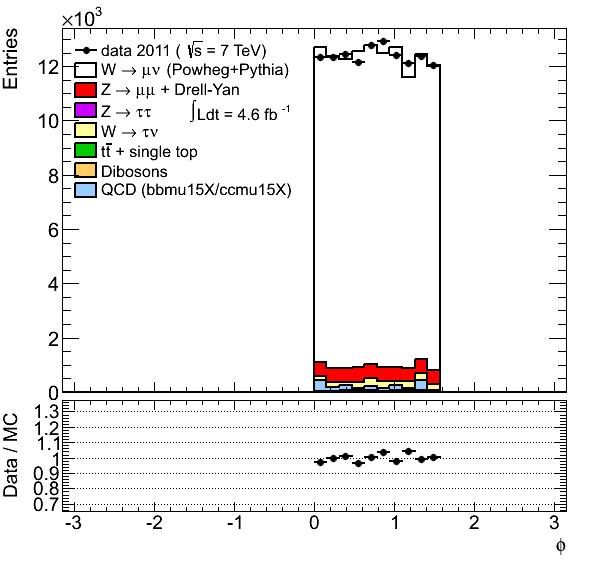 ×10³
Entries
data 2011 ( √s = 7 TeV)
W → μν (Powheg+Pythia)
Z → μμ + Drell-Yan
Z → ττ
∫Ldt = 4.6 fb⁻¹
W → τν
tt̄ + single top
Dibosons
QCD (bbmu15X/ccmu15X)
12
10
8
6
4
2
0
Data / MC
1.3
1.2
1.1
1
0.9
0.8
0.7
-3 -2 -1 0 1 2 3
ϕ